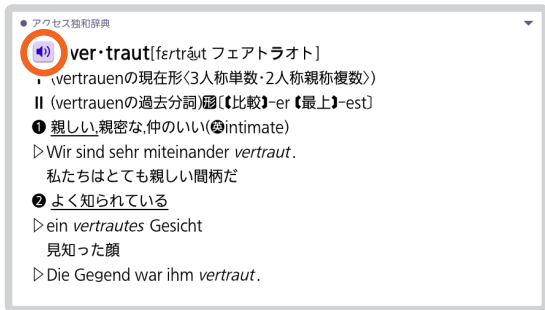 ● アクセス独和辞典
ver・traut[fɛrtráut フェアトラオト]
I (vertrauenの現在形〈3人称単数・2人称親称複数〉)
II (vertrauenの過去分詞)形〔【比較】-er 【最上】-est〕
❶ 親しい,親密な,仲のいい(英intimate)
▷Wir sind sehr miteinander vertraut.
私たちはとても親しい間柄だ
❷ よく知られている
▷ein vertrautes Gesicht
見知った顔
▷Die Gegend war ihm vertraut.